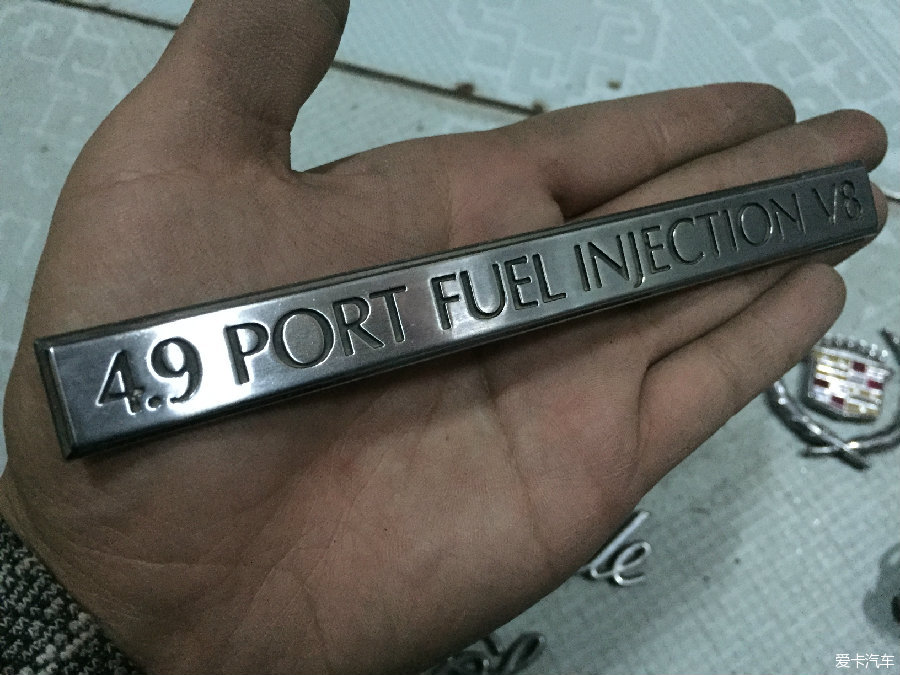 4.9 PORT FUEL INJECTION V8
爱卡汽车